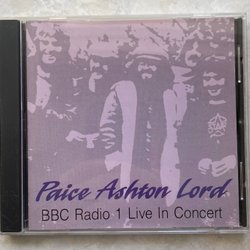 Paice Ashton Lord
BBC Radio 1 Live In Concert